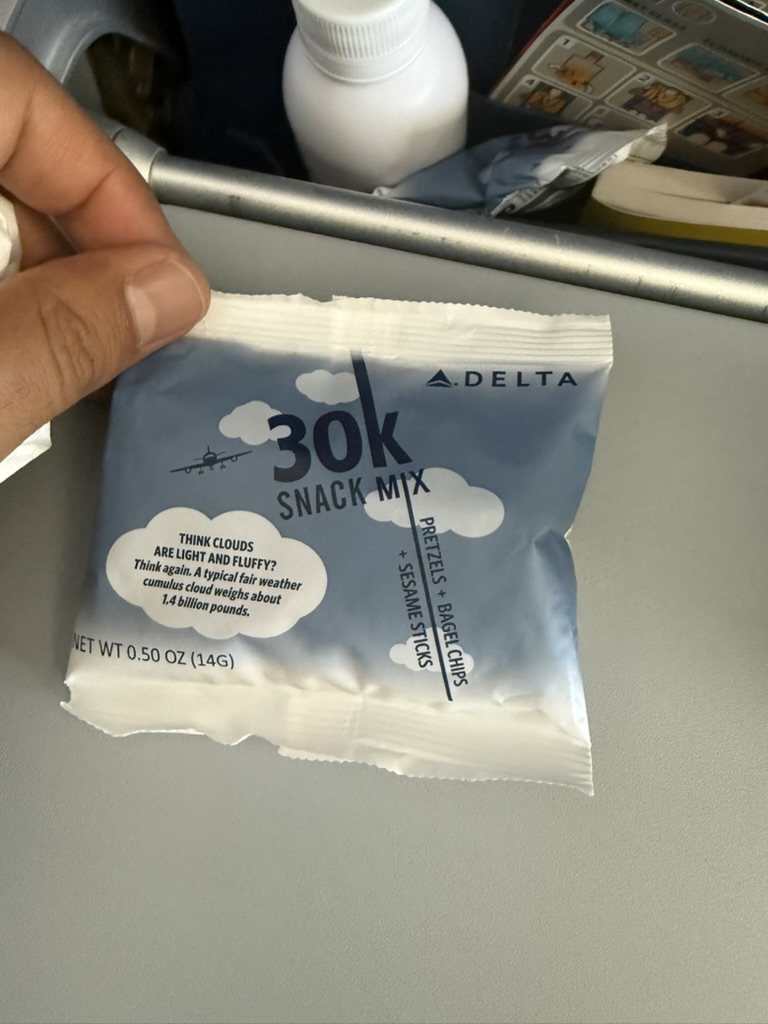 DELTA
30k
SNACK MIX
PRETZELS + BAGEL CHIPS
+ SESAME STICKS
THINK CLOUDS
ARE LIGHT AND FLUFFY?
Think again. A typical fair weather
cumulus cloud weighs about
1.4 billion pounds.
NET WT 0.50 OZ (14G)